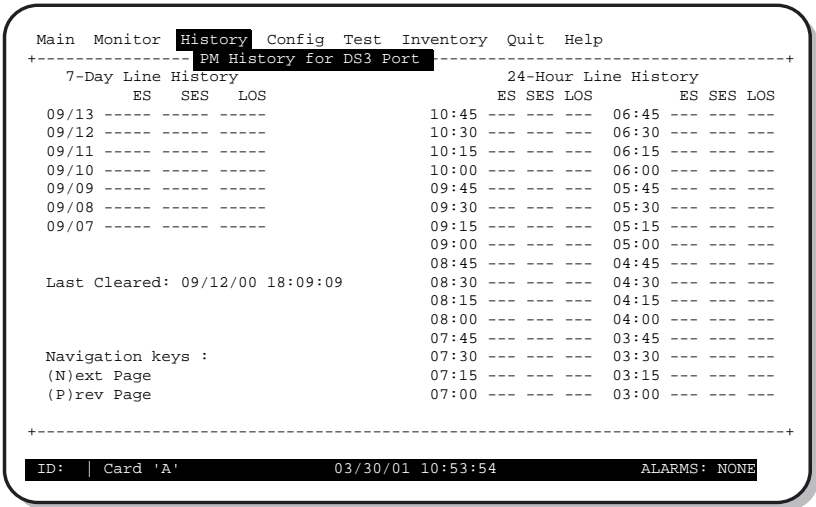 Main Monitor History Config Test Inventory Quit Help
+---------------- PM History for DS3 Port -------------------------------------+
7-Day Line History 24-Hour Line History
ES SES LOS ES SES LOS ES SES LOS
09/13 ----- ----- ----- 10:45 --- --- --- 06:45 --- --- ---
09/12 ----- ----- ----- 10:30 --- --- --- 06:30 --- --- ---
09/11 ----- ----- ----- 10:15 --- --- --- 06:15 --- --- ---
09/10 ----- ----- ----- 10:00 --- --- --- 06:00 --- --- ---
09/09 ----- ----- ----- 09:45 --- --- --- 05:45 --- --- ---
09/08 ----- ----- ----- 09:30 --- --- --- 05:30 --- --- ---
09/07 ----- ----- ----- 09:15 --- --- --- 05:15 --- --- ---
09:00 --- --- --- 05:00 --- --- ---
08:45 --- --- --- 04:45 --- --- ---
Last Cleared: 09/12/00 18:09:09 08:30 --- --- --- 04:30 --- --- ---
08:15 --- --- --- 04:15 --- --- ---
08:00 --- --- --- 04:00 --- --- ---
07:45 --- --- --- 03:45 --- --- ---
Navigation keys : 07:30 --- --- --- 03:30 --- --- ---
(N)ext Page 07:15 --- --- --- 03:15 --- --- ---
(P)rev Page 07:00 --- --- --- 03:00 --- --- ---
+------------------------------------------------------------------------------+
ID: | Card 'A' 03/30/01 10:53:54 ALARMS: NONE